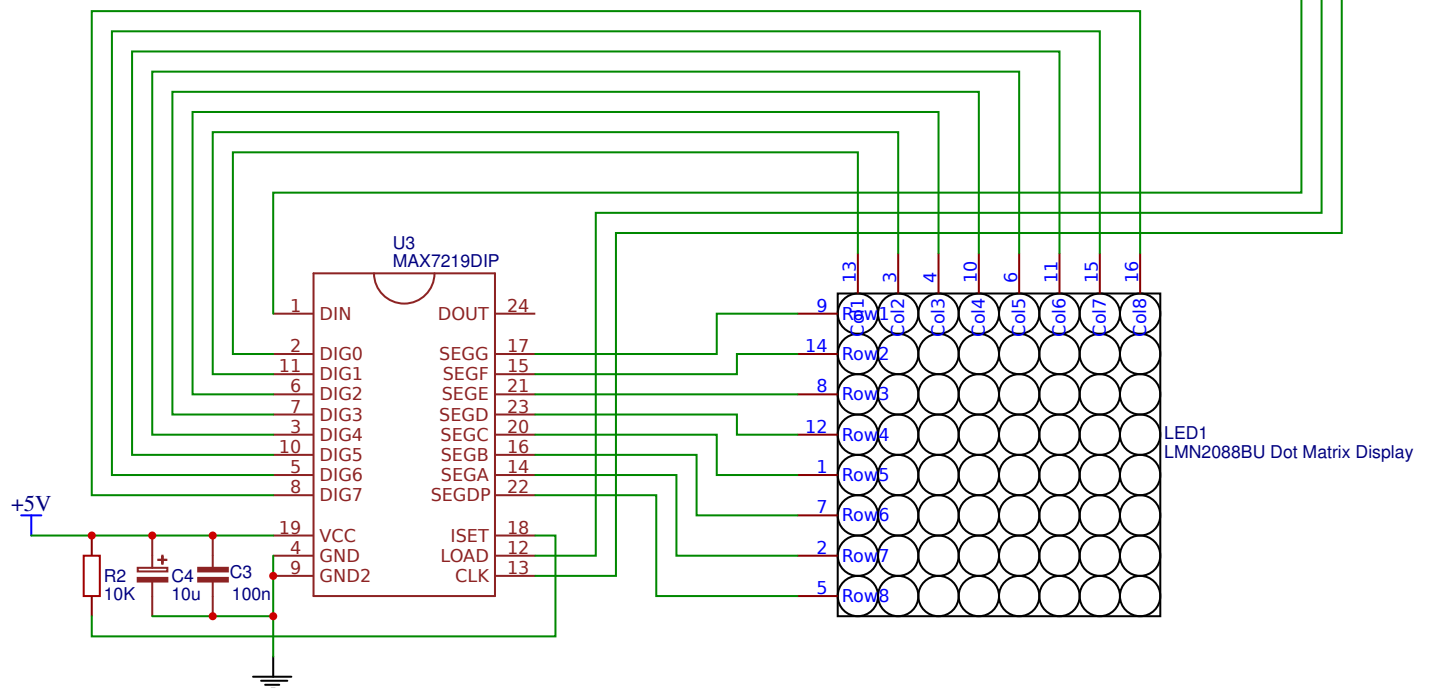 U3
MAX7219DIP
1 DIN
2 DIG0
11 DIG1
6 DIG2
7 DIG3
3 DIG4
10 DIG5
5 DIG6
8 DIG7
19 VCC
4 GND
9 GND2
DOUT 24
SEGG 17
SEGF 15
SEGE 21
SEGD 23
SEGC 20
SEGB 16
SEGA 14
SEGDP 22
ISET 18
LOAD 12
CLK 13
+5V
R2
10K
+
C4
10u
C3
100n
13 Col1
3 Col2
4 Col3
10 Col4
6 Col5
11 Col6
15 Col7
16 Col8
9 Row1
14 Row2
8 Row3
12 Row4
1 Row5
7 Row6
2 Row7
5 Row8
LED1
LMN2088BU Dot Matrix Display